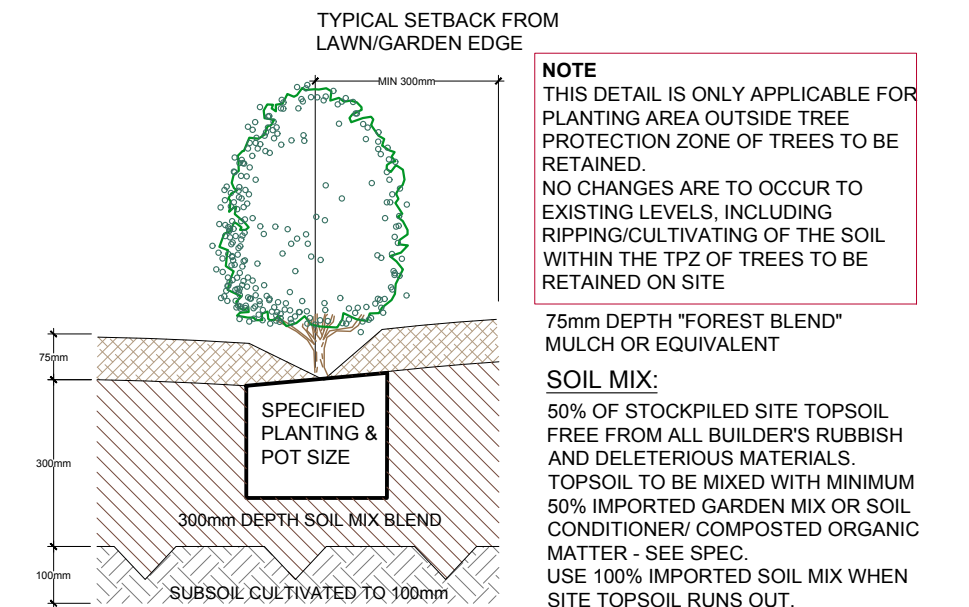 TYPICAL SETBACK FROM
LAWN/GARDEN EDGE
MIN 300mm
NOTE
THIS DETAIL IS ONLY APPLICABLE FOR
PLANTING AREA OUTSIDE TREE
PROTECTION ZONE OF TREES TO BE
RETAINED.
NO CHANGES ARE TO OCCUR TO
EXISTING LEVELS, INCLUDING
RIPPING/CULTIVATING OF THE SOIL
WITHIN THE TPZ OF TREES TO BE
RETAINED ON SITE
75mm DEPTH "FOREST BLEND"
MULCH OR EQUIVALENT
SOIL MIX:
50% OF STOCKPILED SITE TOPSOIL
FREE FROM ALL BUILDER'S RUBBISH
AND DELETERIOUS MATERIALS.
TOPSOIL TO BE MIXED WITH MINIMUM
50% IMPORTED GARDEN MIX OR SOIL
CONDITIONER/ COMPOSTED ORGANIC
MATTER - SEE SPEC.
USE 100% IMPORTED SOIL MIX WHEN
SITE TOPSOIL RUNS OUT.
75mm
300mm
100mm
SPECIFIED
PLANTING &
POT SIZE
300mm DEPTH SOIL MIX BLEND
SUBSOIL CULTIVATED TO 100mm